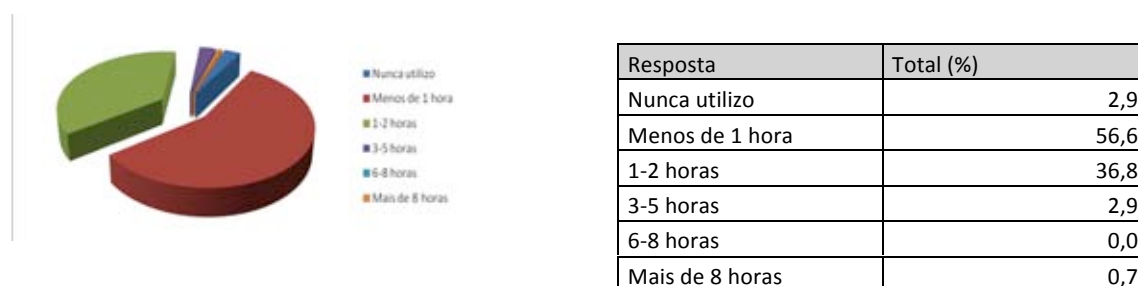 Nunca utilizo
Menos de 1 hora
1-2 horas
3-5 horas
6-8 horas
Mais de 8 horas
Resposta Total (%)
Nunca utilizo 2,9
Menos de 1 hora 56,6
1-2 horas 36,8
3-5 horas 2,9
6-8 horas 0,0
Mais de 8 horas 0,7